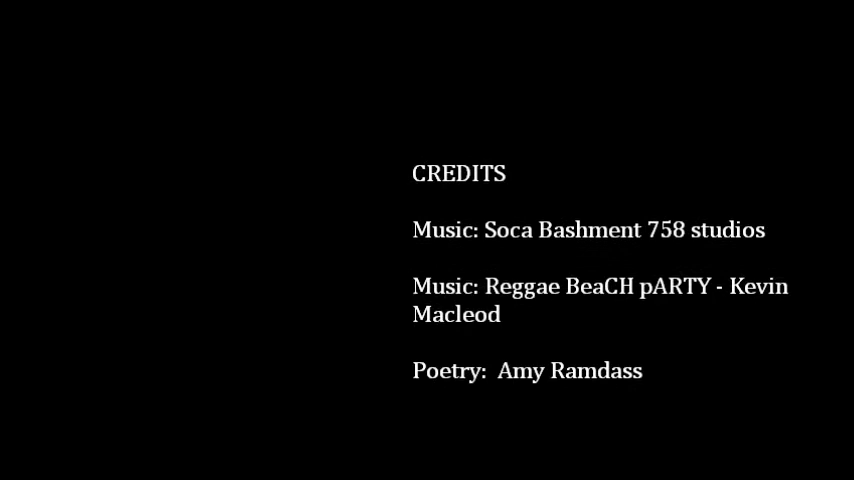 CREDITS
Music: Soca Bashment 758 studios
Music: Reggae BeaCH pARTY - Kevin
Macleod
Poetry:  Amy Ramdass